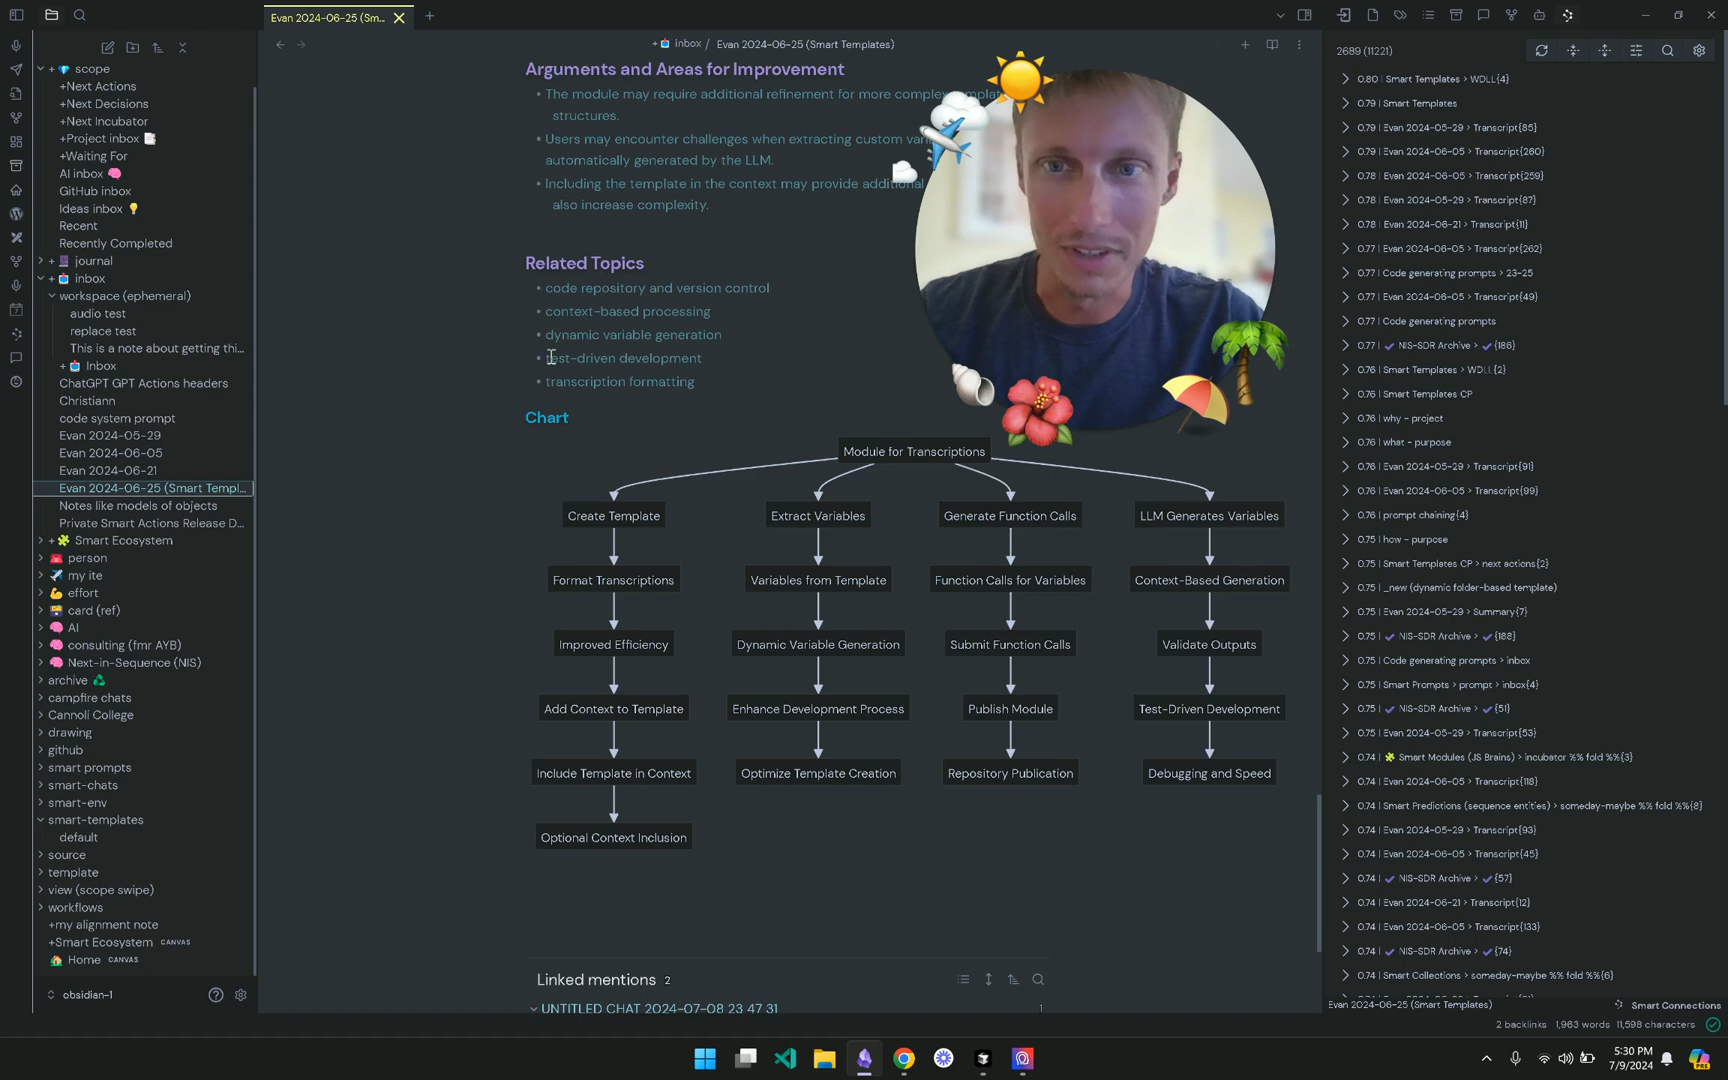 Evan 2024-06-25 (Sm...
+ inbox / Evan 2024-06-25 (Smart Templates)
+ scope
+Next Actions
+Next Decisions
+Next Incubator
+Project inbox
+Waiting For
AI inbox
GitHub inbox
Ideas inbox
Recent
Recently Completed
+ journal
+ inbox
workspace (ephemeral)
audio test
replace test
This is a note about getting thi...
+ Inbox
ChatGPT GPT Actions headers
Christiann
code system prompt
Evan 2024-05-29
Evan 2024-06-05
Evan 2024-06-21
Evan 2024-06-25 (Smart Templ...
Notes like models of objects
Private Smart Actions Release D...
+ Smart Ecosystem
person
my ite
effort
card (ref)
AI
consulting (fmr AYB)
Next-in-Sequence (NIS)
archive
campfire chats
Cannoli College
drawing
github
smart prompts
smart-chats
smart-env
smart-templates
default
source
template
view (scope swipe)
workflows
+my alignment note
+Smart Ecosystem CANVAS
Home CANVAS
obsidian-1
Arguments and Areas for Improvement
• The module may require additional refinement for more complex
structures.
• Users may encounter challenges when extracting custom
automatically generated by the LLM.
• Including the template in the context may provide additional
also increase complexity.
Related Topics
• code repository and version control
• context-based processing
• dynamic variable generation
• test-driven development
• transcription formatting
Chart
Module for Transcriptions
Create Template
Extract Variables
Generate Function Calls
LLM Generates Variables
Format Transcriptions
Variables from Template
Function Calls for Variables
Context-Based Generation
Improved Efficiency
Dynamic Variable Generation
Submit Function Calls
Validate Outputs
Add Context to Template
Enhance Development Process
Publish Module
Test-Driven Development
Include Template in Context
Optimize Template Creation
Repository Publication
Debugging and Speed
Optional Context Inclusion
Linked mentions 2
UNTITLED CHAT 2024-07-08 23 47 31 1
2689 (11221)
0.80 | Smart Templates > WDLL{4}
0.79 | Smart Templates
0.79 | Evan 2024-05-29 > Transcript{85}
0.79 | Evan 2024-06-05 > Transcript{260}
0.78 | Evan 2024-06-05 > Transcript{259}
0.78 | Evan 2024-05-29 > Transcript{87}
0.78 | Evan 2024-06-21 > Transcript{11}
0.77 | Evan 2024-06-05 > Transcript{262}
0.77 | Code generating prompts > 23-25
0.77 | Evan 2024-06-05 > Transcript{49}
0.77 | Code generating prompts
0.77 | ✔ NIS-SDR Archive > ✔ {186}
0.76 | Smart Templates > WDLL{2}
0.76 | Smart Templates CP
0.76 | why - project
0.76 | what - purpose
0.76 | Evan 2024-05-29 > Transcript{91}
0.76 | Evan 2024-06-05 > Transcript{99}
0.76 | prompt chaining{4}
0.75 | how - purpose
0.75 | Smart Templates CP > next actions{2}
0.75 | _new (dynamic folder-based template)
0.75 | Evan 2024-05-29 > Summary{7}
0.75 | ✔ NIS-SDR Archive > ✔ {188}
0.75 | Code generating prompts > inbox
0.75 | Smart Prompts > prompt > inbox{4}
0.75 | ✔ NIS-SDR Archive > ✔ {51}
0.75 | Evan 2024-05-29 > Transcript{53}
0.74 | Smart Modules (JS Brains) > incubator %% fold %%{3}
0.74 | Evan 2024-06-05 > Transcript{118}
0.74 | Smart Predictions (sequence entities) > someday-maybe %% fold %%{8}
0.74 | Evan 2024-05-29 > Transcript{93}
0.74 | Evan 2024-06-05 > Transcript{45}
0.74 | ✔ NIS-SDR Archive > ✔ {57}
0.74 | Evan 2024-06-21 > Transcript{12}
0.74 | Evan 2024-06-05 > Transcript{133}
0.74 | ✔ NIS-SDR Archive > ✔ {74}
0.74 | Smart Collections > someday-maybe %% fold %%{6}
Evan 2024-06-25 (Smart Templates) Smart Connections
2 backlinks 1,963 words 11,598 characters
5:30 PM
7/9/2024
PRE